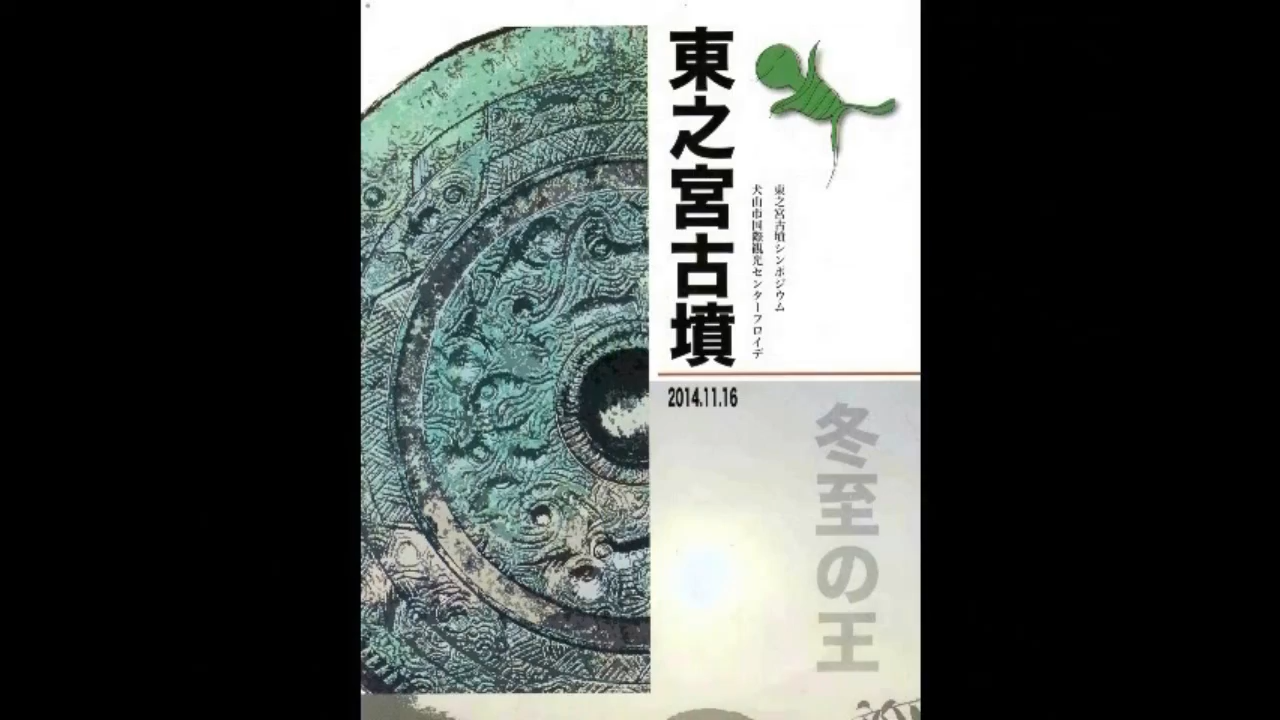 東之宮古墳
東之宮古墳シンポジウム
犬山市国際観光センターフロイデ
2014.11.16
冬至の王